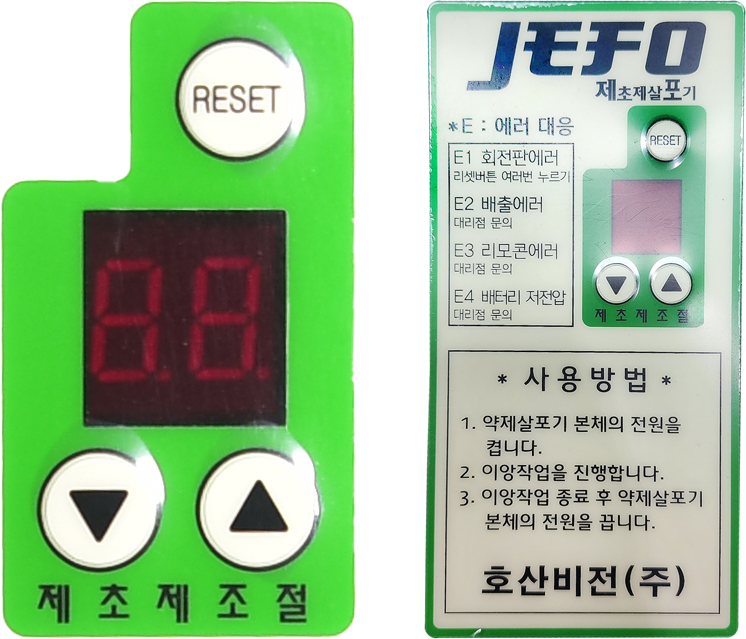 RESET
8.8.
제초제조절
JEFO
제초제살포기
*E : 에러 대응
E1 회전판에러
리셋버튼 여러번 누르기
E2 배출에러
대리점 문의
E3 리모콘에러
대리점 문의
E4 배터리 저전압
대리점 문의
RESET
제초제조절
* 사용방법 *
1. 약제살포기 본체의 전원을
켭니다.
2. 이앙작업을 진행합니다.
3. 이앙작업 종료 후 약제살포기
본체의 전원을 끕니다.
호산비전(주)